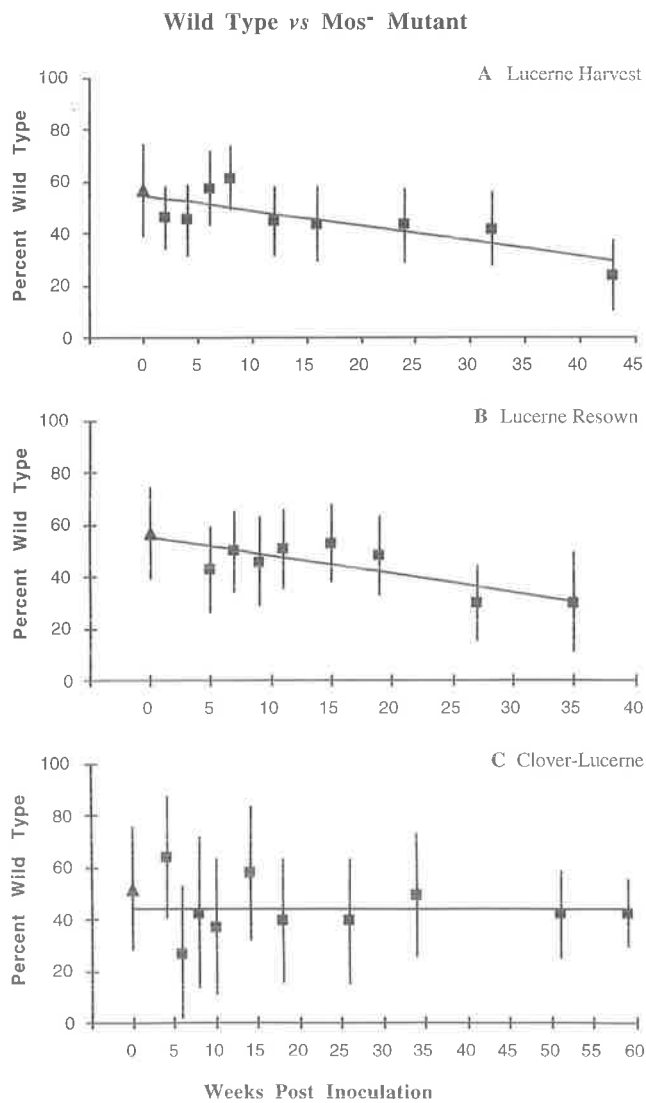 Wild Type vs Mos- Mutant
A Lucerne Harvest
Percent Wild Type
100
80
60
40
20
0
0 5 10 15 20 25 30 35 40 45
B Lucerne Resown
Percent Wild Type
100
80
60
40
20
0
0 5 10 15 20 25 30 35 40
C Clover-Lucerne
Percent Wild Type
100
80
60
40
20
0
0 5 10 15 20 25 30 35 40 45 50 55 60
Weeks Post Inoculation